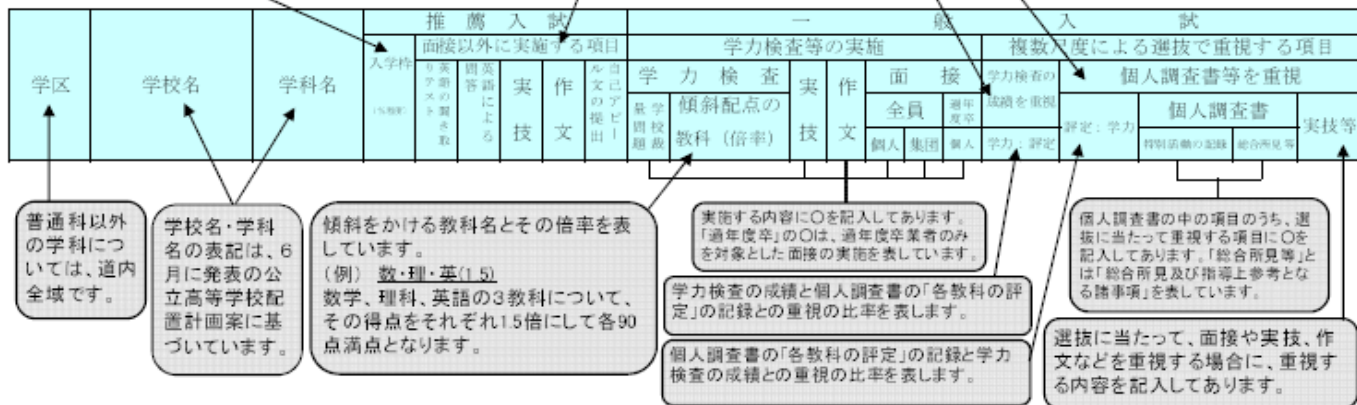 推薦入試
一般入試
面接以外に実施する項目
学力検査等の実施
複数尺度による選抜で重視する項目
学区
学校名
学科名
入学枠
英語の聞き取りテスト
英語による問答
実技
作文
自己アピール文の提出
学力検査
実技
作文
面接
学力検査の成績を重視
個人調査書等を重視
学校裁量問題
傾斜配点の教科（倍率）
全員
過年度卒
評定：学力
個人調査書
実技等
個人
集団
個人
学力：評定
特別活動の記録
総合所見等
普通科以外
の学科につ
いては、道内
全域です。
学校名・学科
名の表記は、6
月に発表の公
立高等学校配
置計画案に基
づいています。
傾斜をかける教科名とその倍率を表
しています。
（例） 数・理・英(1.5)
数学、理科、英語の3教科について、
その得点をそれぞれ1.5倍にして各90
点満点となります。
実施する内容に○を記入してあります。
「過年度卒」の○は、過年度卒業者のみ
を対象とした面接の実施を表しています。
学力検査の成績と個人調査書の「各教科の評
定」の記録との重視の比率を表します。
個人調査書の「各教科の評定」の記録と学力
検査の成績との重視の比率を表します。
個人調査書の中の項目のうち、選
抜に当たって重視する項目に○を
記入してあります。「総合所見等」と
は「総合所見及び指導上参考とな
る諸事項」を表しています。
選抜に当たって、面接や実技、作
文などを重視する場合に、重視す
る内容を記入してあります。